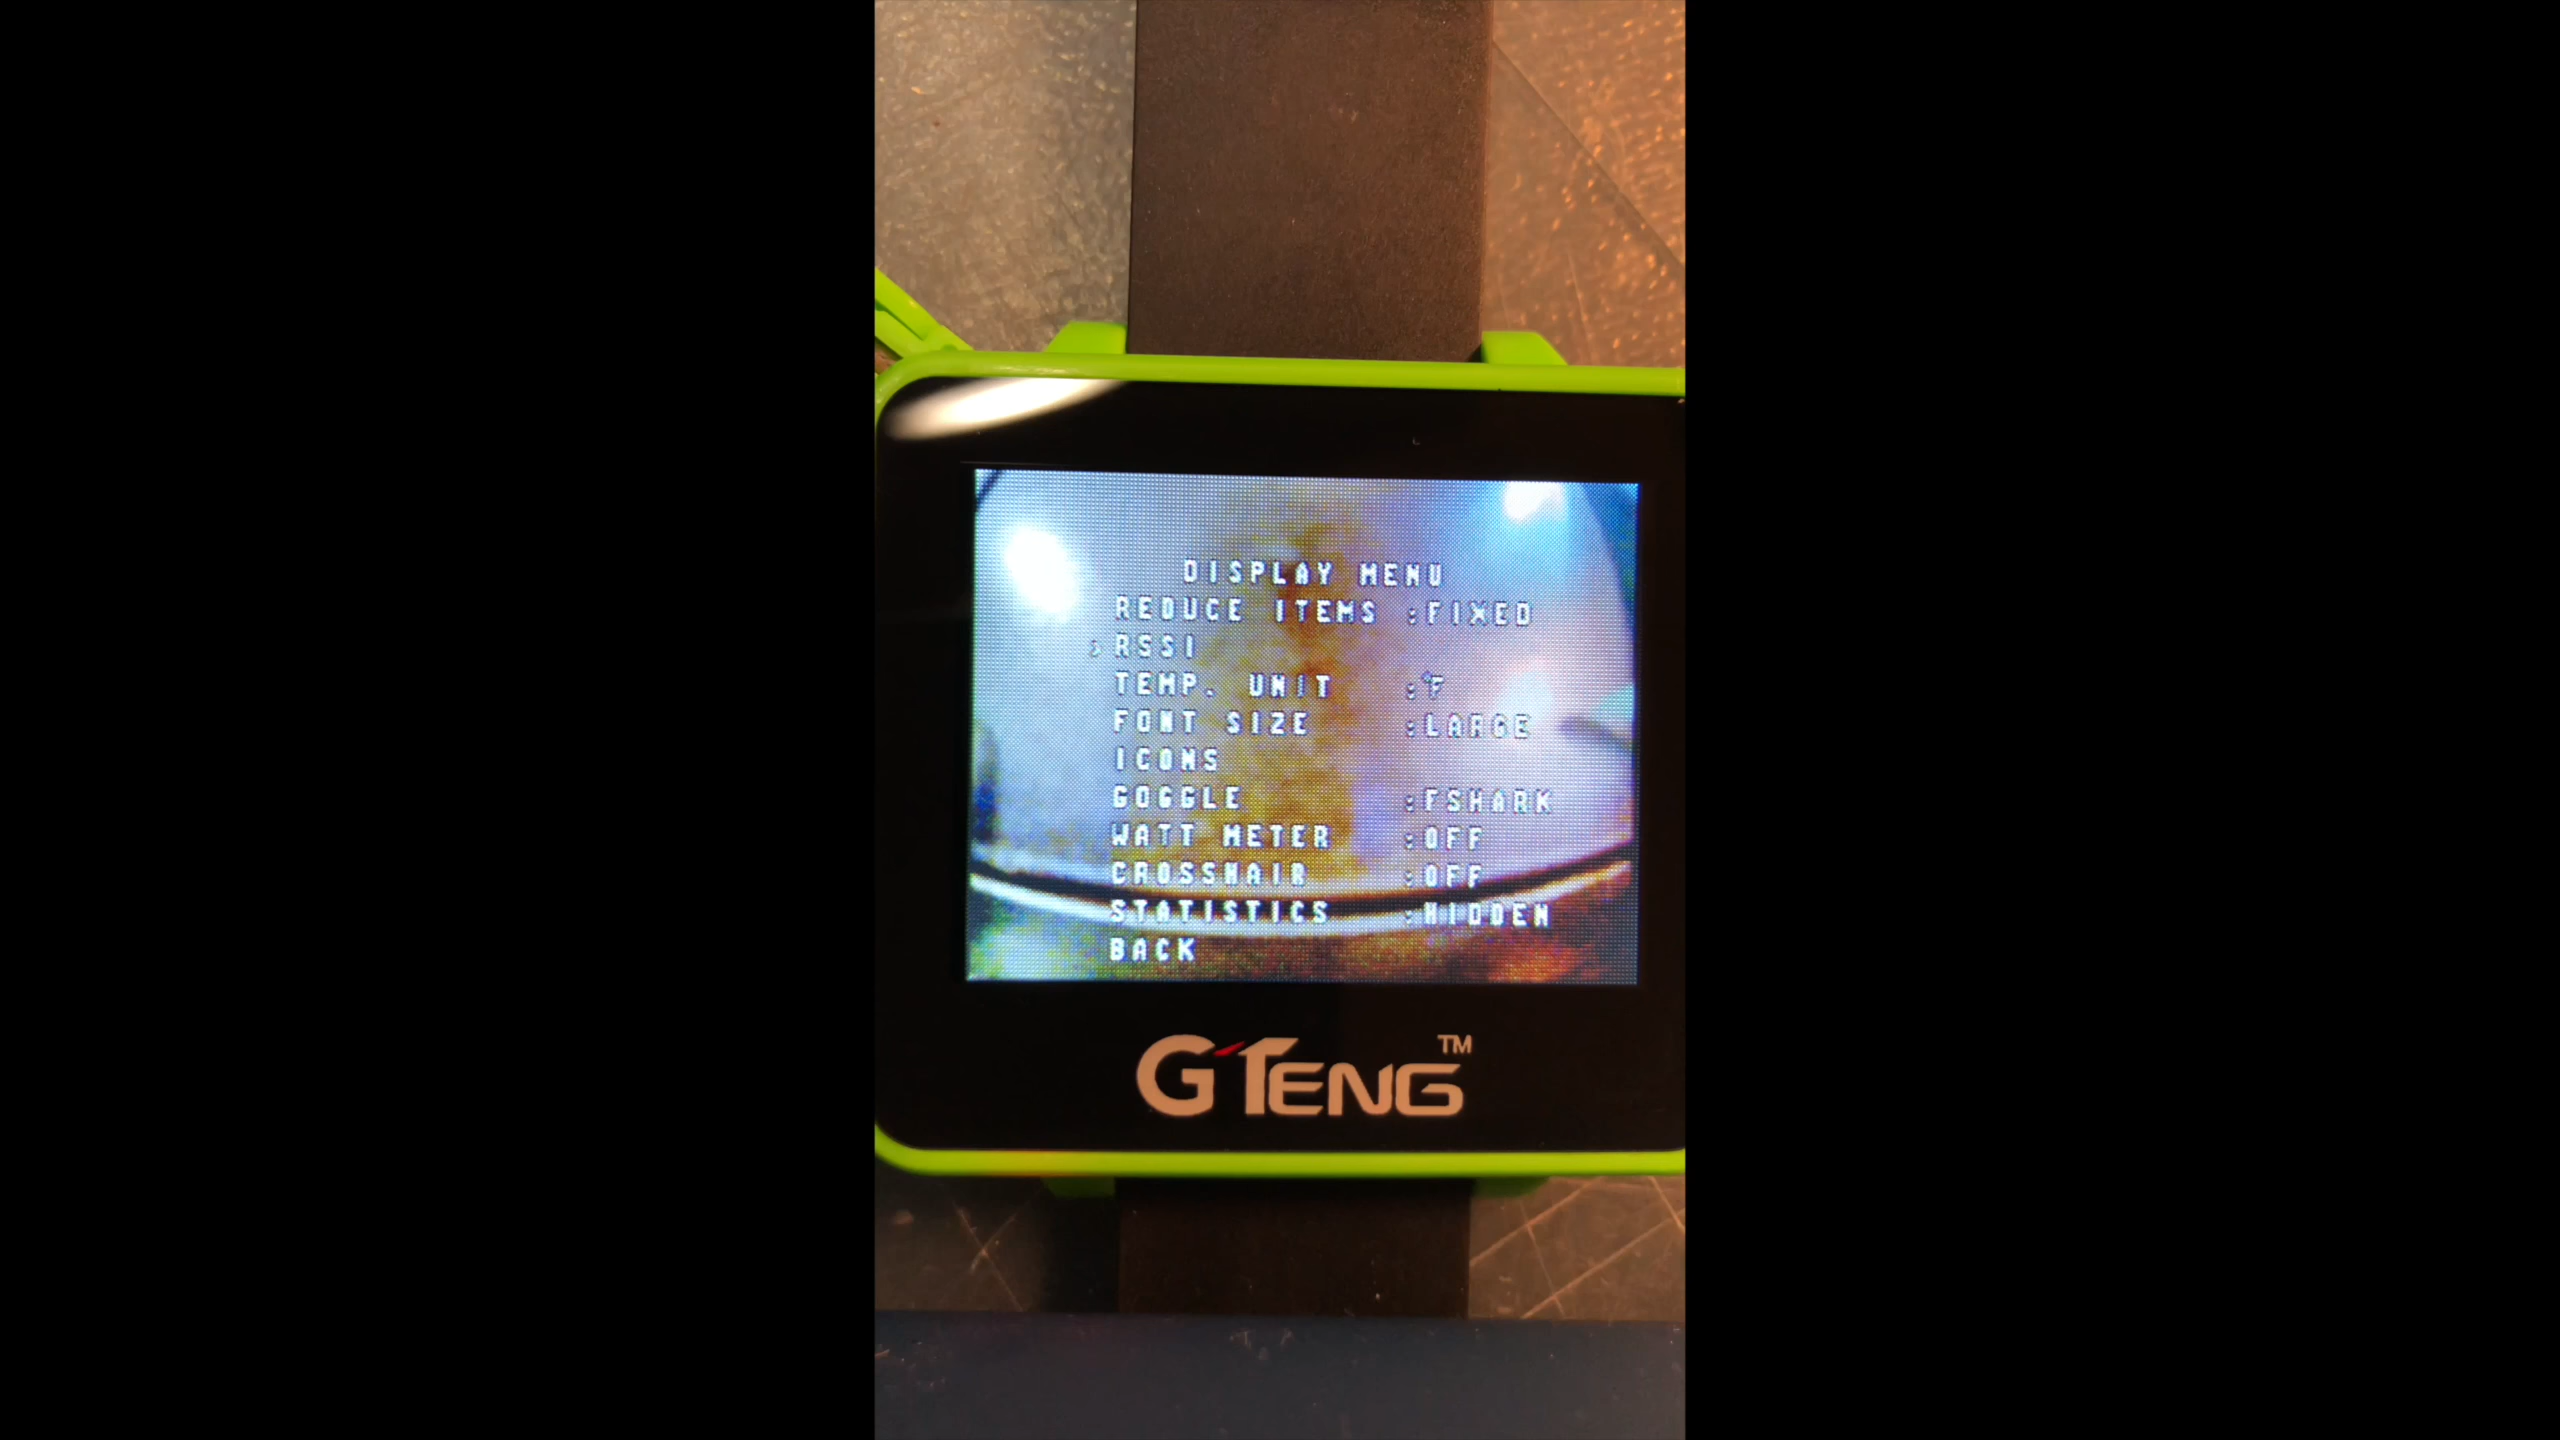 DISPLAY MENU
REDUCE ITEMS :FIXED
>RSSI
TEMP. UNIT :°F
FONT SIZE :LARGE
ICONS
GOGGLE :FSHARK
WATT METER :OFF
CROSSHAIR :OFF
STATISTICS :HIDDEN
BACK
G'TENG™